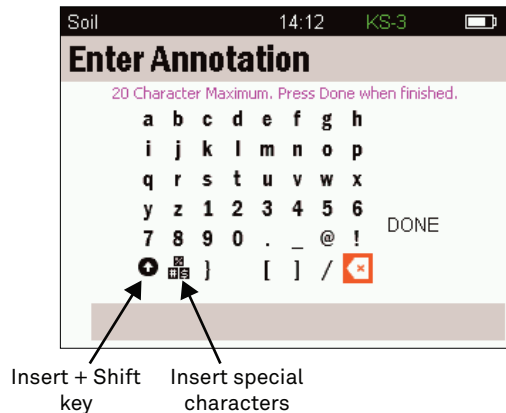 Soil 14:12 KS-3
Enter Annotation
20 Character Maximum. Press Done when finished.
a b c d e f g h
i j k l m n o p
q r s t u v w x
y z 1 2 3 4 5 6
DONE
7 8 9 0 . _ @ !
} [ ] /
Insert + Shift key
Insert special characters